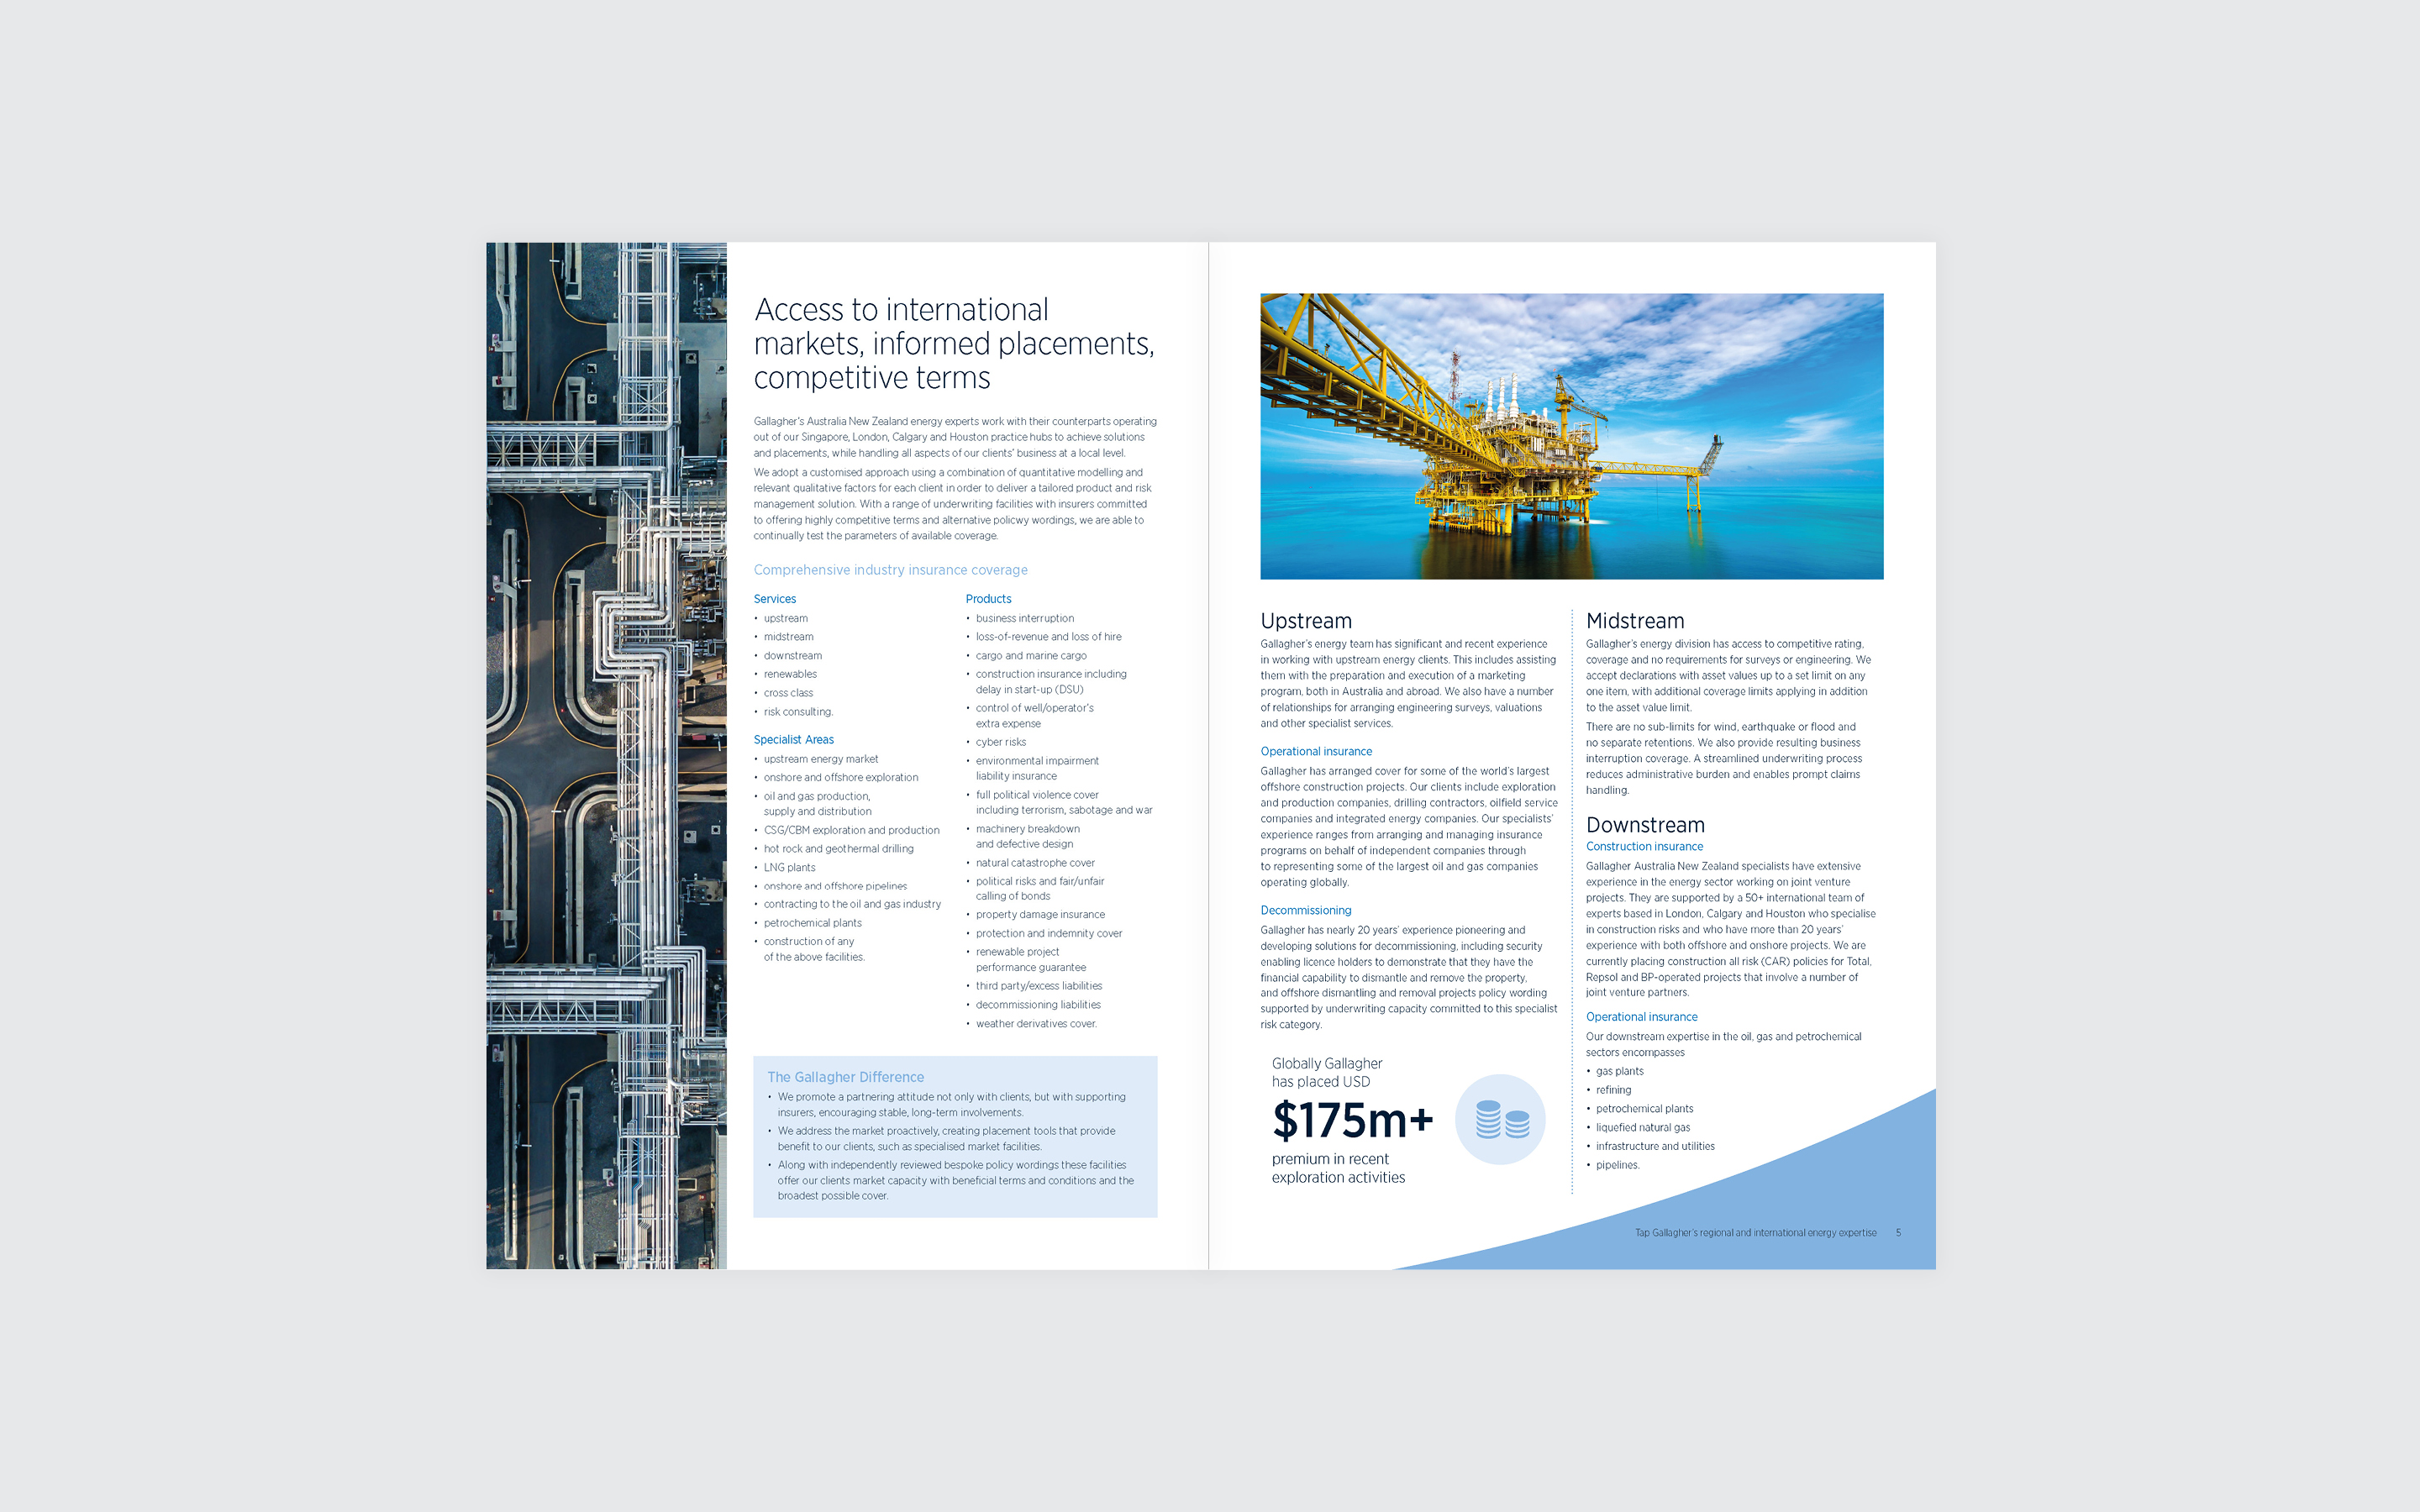 Access to international
markets, informed placements,
competitive terms
Gallagher's Australia New Zealand energy experts work with their counterparts operating
out of our Singapore, London, Calgary and Houston practice hubs to achieve solutions
and placements, while handling all aspects of our clients' business at a local level.
We adopt a customised approach using a combination of quantitative modelling and
relevant qualitative factors for each client in order to deliver a tailored product and risk
management solution. With a range of underwriting facilities with insurers committed
to offering highly competitive terms and alternative policwy wordings, we are able to
continually test the parameters of available coverage.
Comprehensive industry insurance coverage
Services
• upstream
• midstream
• downstream
• renewables
• cross class
• risk consulting.
Specialist Areas
• upstream energy market
• onshore and offshore exploration
• oil and gas production,
supply and distribution
• CSG/CBM exploration and production
• hot rock and geothermal drilling
• LNG plants
• onshore and offshore pipelines
• contracting to the oil and gas industry
• petrochemical plants
• construction of any
of the above facilities.
Products
• business interruption
• loss-of-revenue and loss of hire
• cargo and marine cargo
• construction insurance including
delay in start-up (DSU)
• control of well/operator's
extra expense
• cyber risks
• environmental impairment
liability insurance
• full political violence cover
including terrorism, sabotage and war
• machinery breakdown
and defective design
• natural catastrophe cover
• political risks and fair/unfair
calling of bonds
• property damage insurance
• protection and indemnity cover
• renewable project
performance guarantee
• third party/excess liabilities
• decommissioning liabilities
• weather derivatives cover.
The Gallagher Difference
• We promote a partnering attitude not only with clients, but with supporting
insurers, encouraging stable, long-term involvements.
• We address the market proactively, creating placement tools that provide
benefit to our clients, such as specialised market facilities.
• Along with independently reviewed bespoke policy wordings these facilities
offer our clients market capacity with beneficial terms and conditions and the
broadest possible cover.
Upstream
Gallagher's energy team has significant and recent experience
in working with upstream energy clients. This includes assisting
them with the preparation and execution of a marketing
program, both in Australia and abroad. We also have a number
of relationships for arranging engineering surveys, valuations
and other specialist services.
Operational insurance
Gallagher has arranged cover for some of the world's largest
offshore construction projects. Our clients include exploration
and production companies, drilling contractors, oilfield service
companies and integrated energy companies. Our specialists'
experience ranges from arranging and managing insurance
programs on behalf of independent companies through
to representing some of the largest oil and gas companies
operating globally.
Decommissioning
Gallagher has nearly 20 years' experience pioneering and
developing solutions for decommissioning, including security
enabling licence holders to demonstrate that they have the
financial capability to dismantle and remove the property,
and offshore dismantling and removal projects policy wording
supported by underwriting capacity committed to this specialist
risk category.
Globally Gallagher
has placed USD
$175m+
premium in recent
exploration activities
Midstream
Gallagher's energy division has access to competitive rating,
coverage and no requirements for surveys or engineering. We
accept declarations with asset values up to a set limit on any
one item, with additional coverage limits applying in addition
to the asset value limit.
There are no sub-limits for wind, earthquake or flood and
no separate retentions. We also provide resulting business
interruption coverage. A streamlined underwriting process
reduces administrative burden and enables prompt claims
handling.
Downstream
Construction insurance
Gallagher Australia New Zealand specialists have extensive
experience in the energy sector working on joint venture
projects. They are supported by a 50+ international team of
experts based in London, Calgary and Houston who specialise
in construction risks and who have more than 20 years'
experience with both offshore and onshore projects. We are
currently placing construction all risk (CAR) policies for Total,
Repsol and BP-operated projects that involve a number of
joint venture partners.
Operational insurance
Our downstream expertise in the oil, gas and petrochemical
sectors encompasses
• gas plants
• refining
• petrochemical plants
• liquefied natural gas
• infrastructure and utilities
• pipelines.
Tap Gallagher's regional and international energy expertise 5